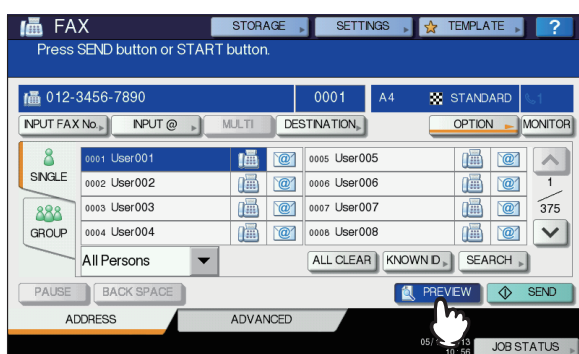 FAX STORAGE SETTINGS TEMPLATE ?
Press SEND button or START button.
012-3456-7890 0001 A4 STANDARD 1
INPUT FAX No. INPUT @ MULTI DESTINATION OPTION MONITOR
SINGLE
GROUP
0001 User001 @ 0005 User005 @
0002 User002 @ 0006 User006 @
0003 User003 @ 0007 User007 @
0004 User004 @ 0008 User008 @
1
375
All Persons ALL CLEAR KNOWN ID SEARCH
PAUSE BACK SPACE PREVIEW SEND
ADDRESS ADVANCED
JOB STATUS